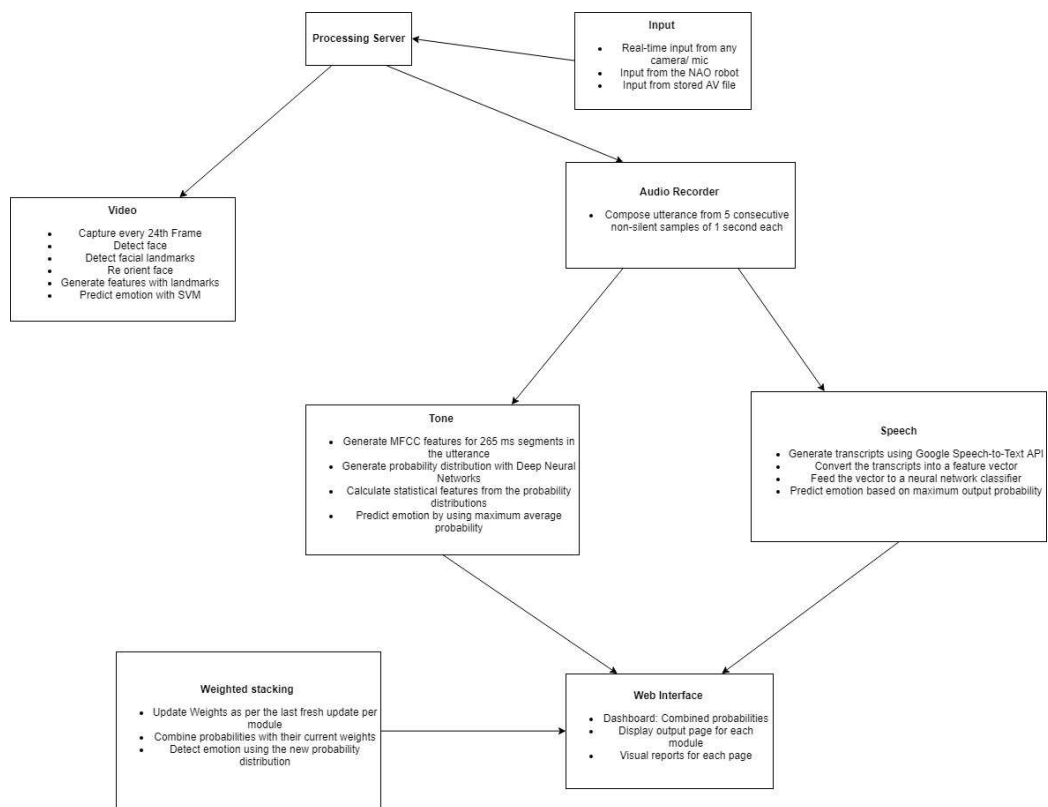 Processing Server
Input
Real-time input from any
camera/ mic
Input from the NAO robot
Input from stored AV file
Video
Capture every 24th Frame
Detect face
Detect facial landmarks
Re orient face
Generate features with landmarks
Predict emotion with SVM
Audio Recorder
Compose utterance from 5 consecutive
non-silent samples of 1 second each
Tone
Generate MFCC features for 265 ms segments in
the utterance
Generate probability distribution with Deep Neural
Networks
Calculate statistical features from the probability
distributions
Predict emotion by using maximum average
probability
Speech
Generate transcripts using Google Speech-to-Text API
Convert the transcripts into a feature vector
Feed the vector to a neural network classifier
Predict emotion based on maximum output probability
Weighted stacking
Update Weights as per the last fresh update per
module
Combine probabilities with their current weights
Detect emotion using the new probability
distribution
Web Interface
Dashboard: Combined probabilities
Display output page for each
module
Visual reports for each page